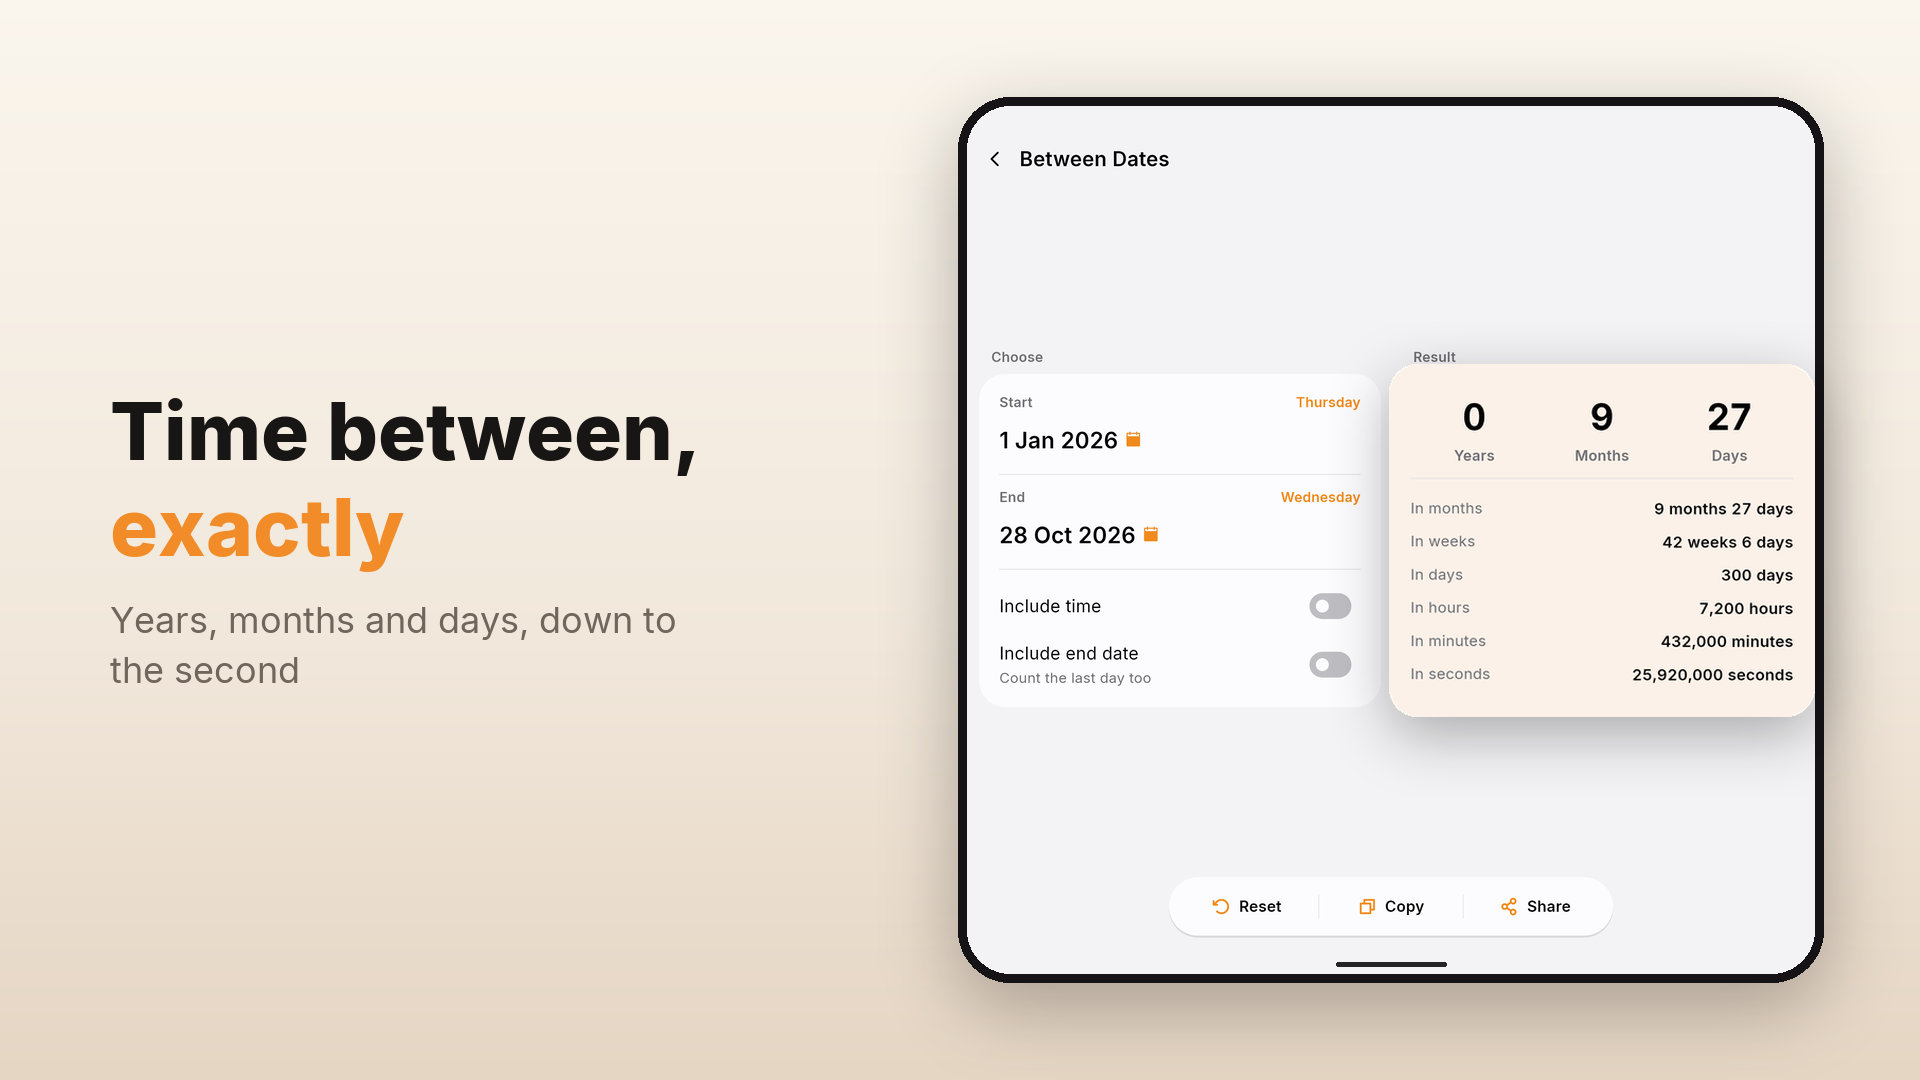 Time between,
exactly
Years, months and days, down to
the second
Between Dates
Choose
Start Thursday
1 Jan 2026
End Wednesday
28 Oct 2026
Include time
Include end date
Count the last day too
Result
0 9 27
Years Months Days
In months 9 months 27 days
In weeks 42 weeks 6 days
In days 300 days
In hours 7,200 hours
In minutes 432,000 minutes
In seconds 25,920,000 seconds
Reset Copy Share